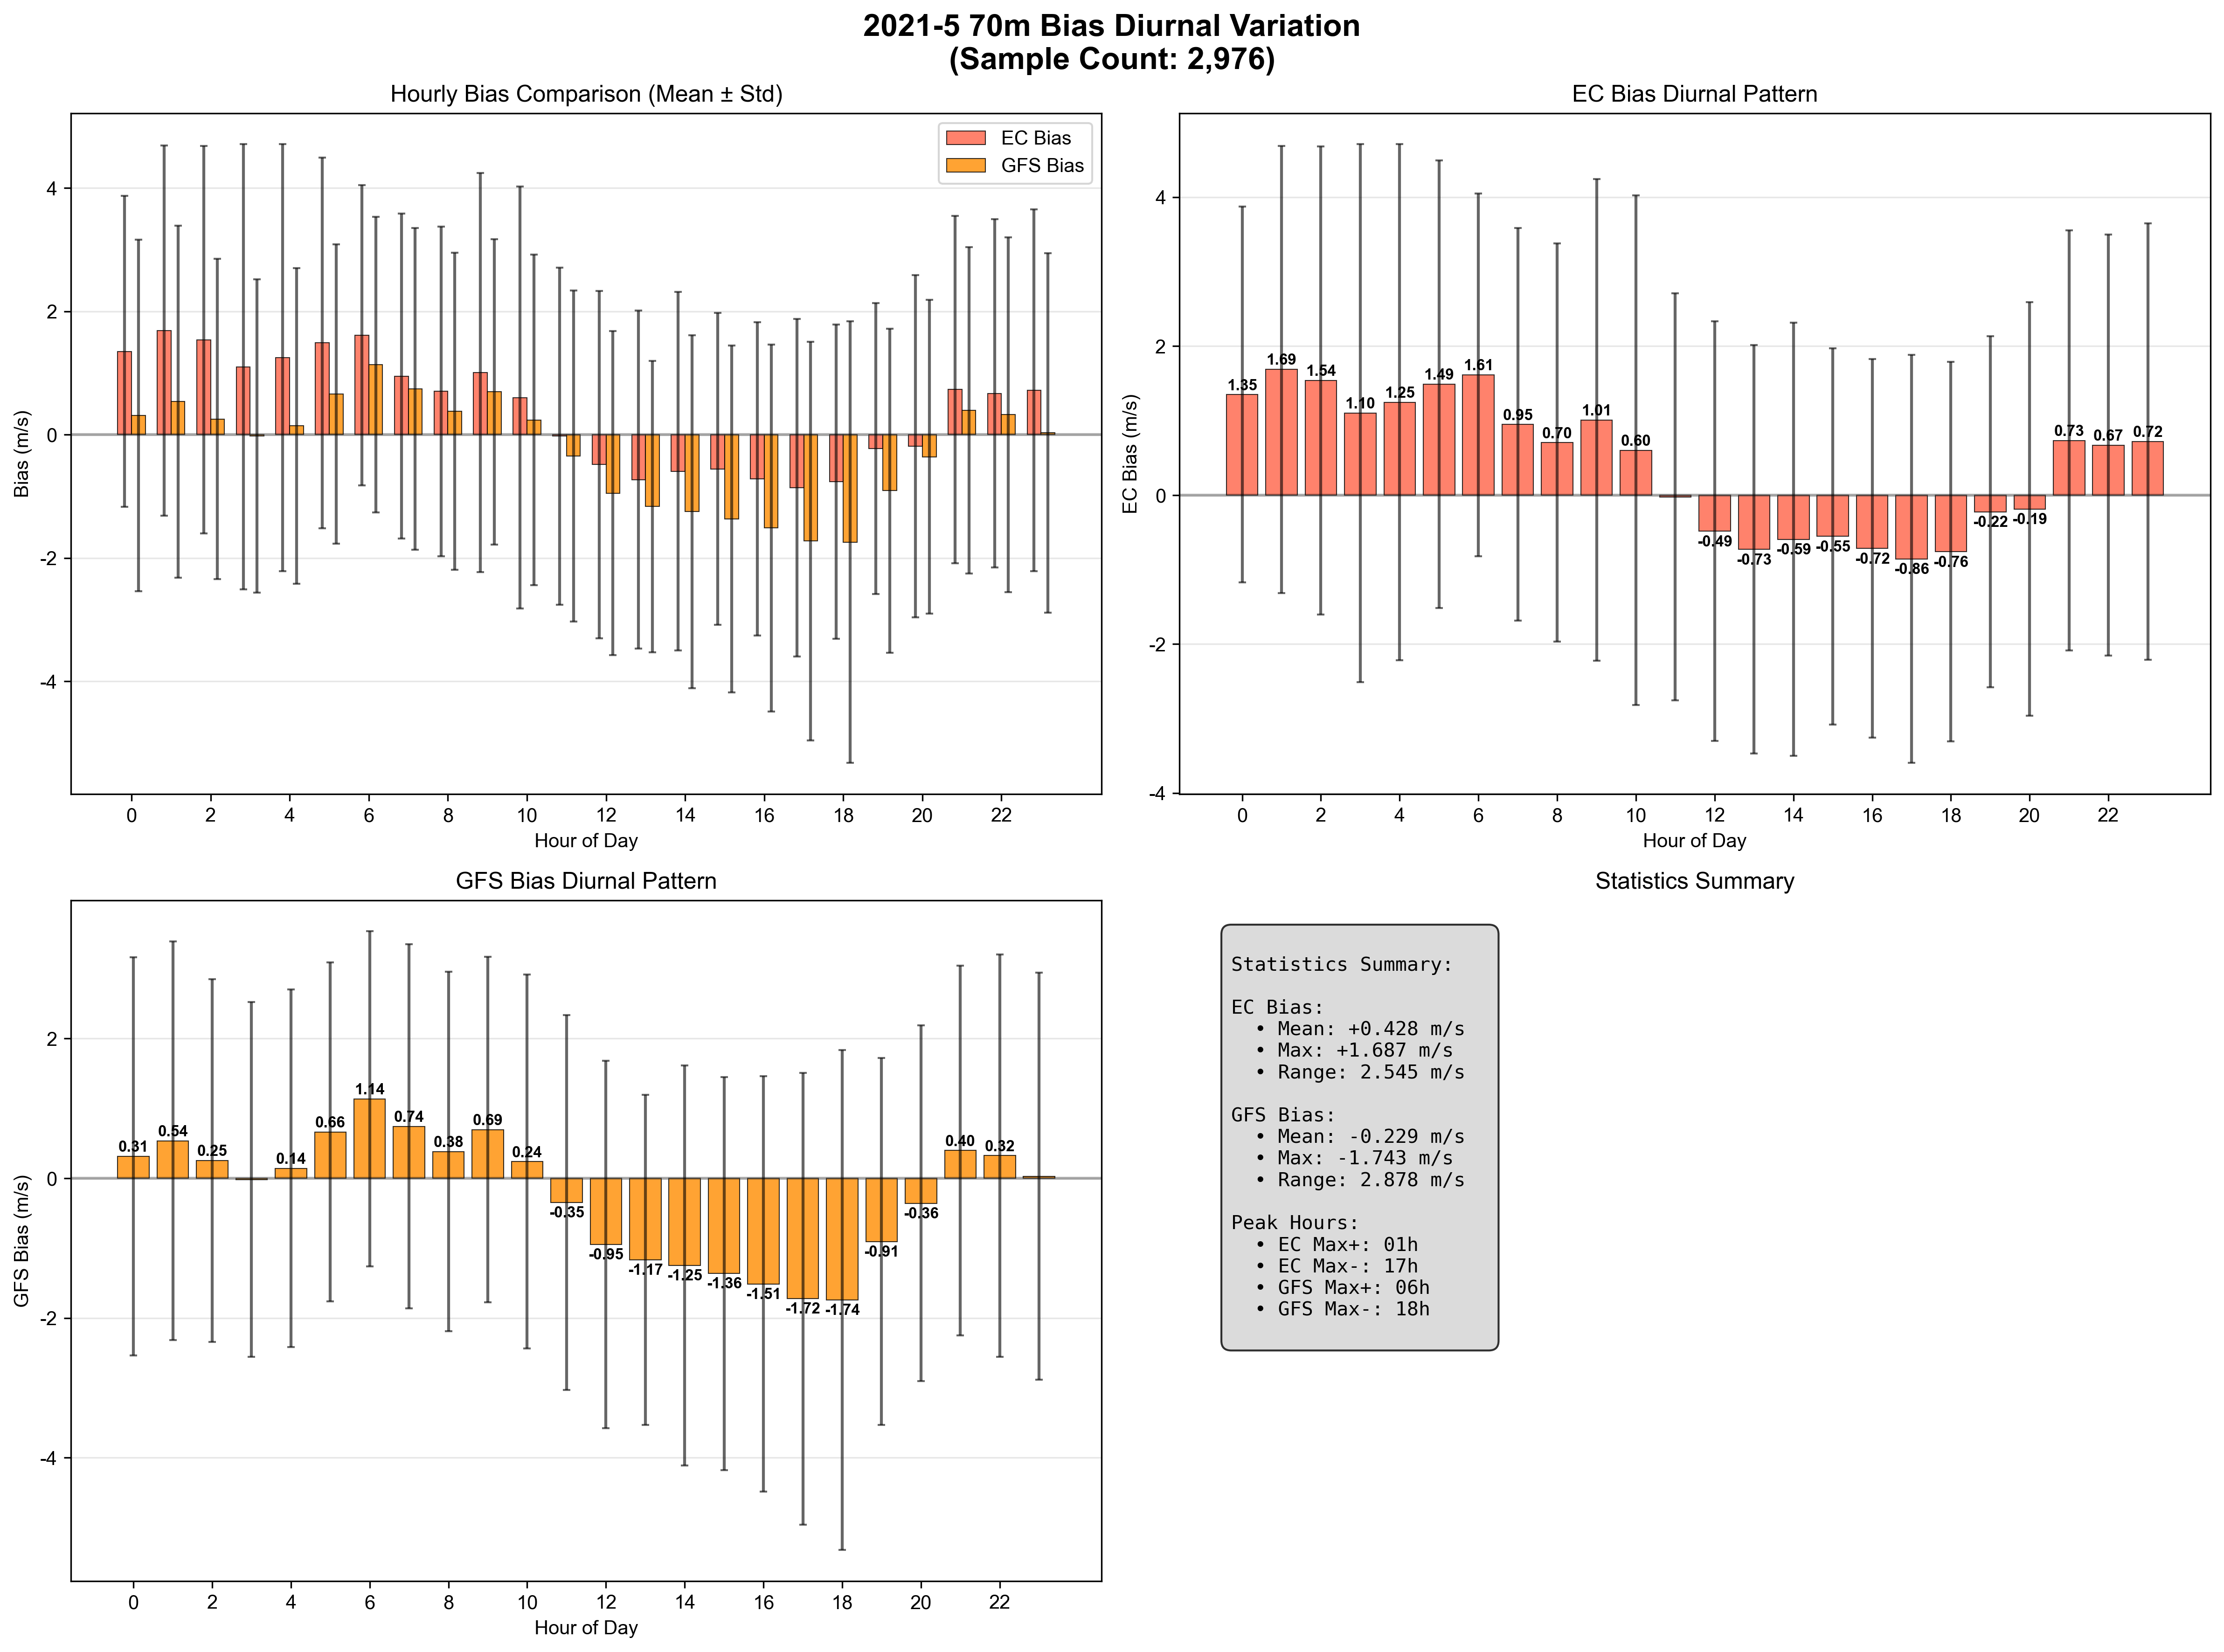 2021-5 70m Bias Diurnal Variation
(Sample Count: 2,976)
Hourly Bias Comparison (Mean ± Std)
EC Bias
GFS Bias
Bias (m/s)
4
2
0
-2
-4
0 2 4 6 8 10 12 14 16 18 20 22
Hour of Day
EC Bias Diurnal Pattern
EC Bias (m/s)
4
2
0
-2
-4
1.35 1.69 1.54 1.10 1.25 1.49 1.61 0.95 0.70 1.01 0.60 -0.49 -0.73 -0.59 -0.55 -0.72 -0.86 -0.76 -0.22 -0.19 0.73 0.67 0.72
0 2 4 6 8 10 12 14 16 18 20 22
Hour of Day
GFS Bias Diurnal Pattern
GFS Bias (m/s)
2
0
-2
-4
0.31 0.54 0.25 0.14 0.66 1.14 0.74 0.38 0.69 0.24 -0.35 -0.95 -1.17 -1.25 -1.36 -1.51 -1.72 -1.74 -0.91 -0.36 0.40 0.32
0 2 4 6 8 10 12 14 16 18 20 22
Hour of Day
Statistics Summary
Statistics Summary:
EC Bias:
• Mean: +0.428 m/s
• Max: +1.687 m/s
• Range: 2.545 m/s
GFS Bias:
• Mean: -0.229 m/s
• Max: -1.743 m/s
• Range: 2.878 m/s
Peak Hours:
• EC Max+: 01h
• EC Max-: 17h
• GFS Max+: 06h
• GFS Max-: 18h